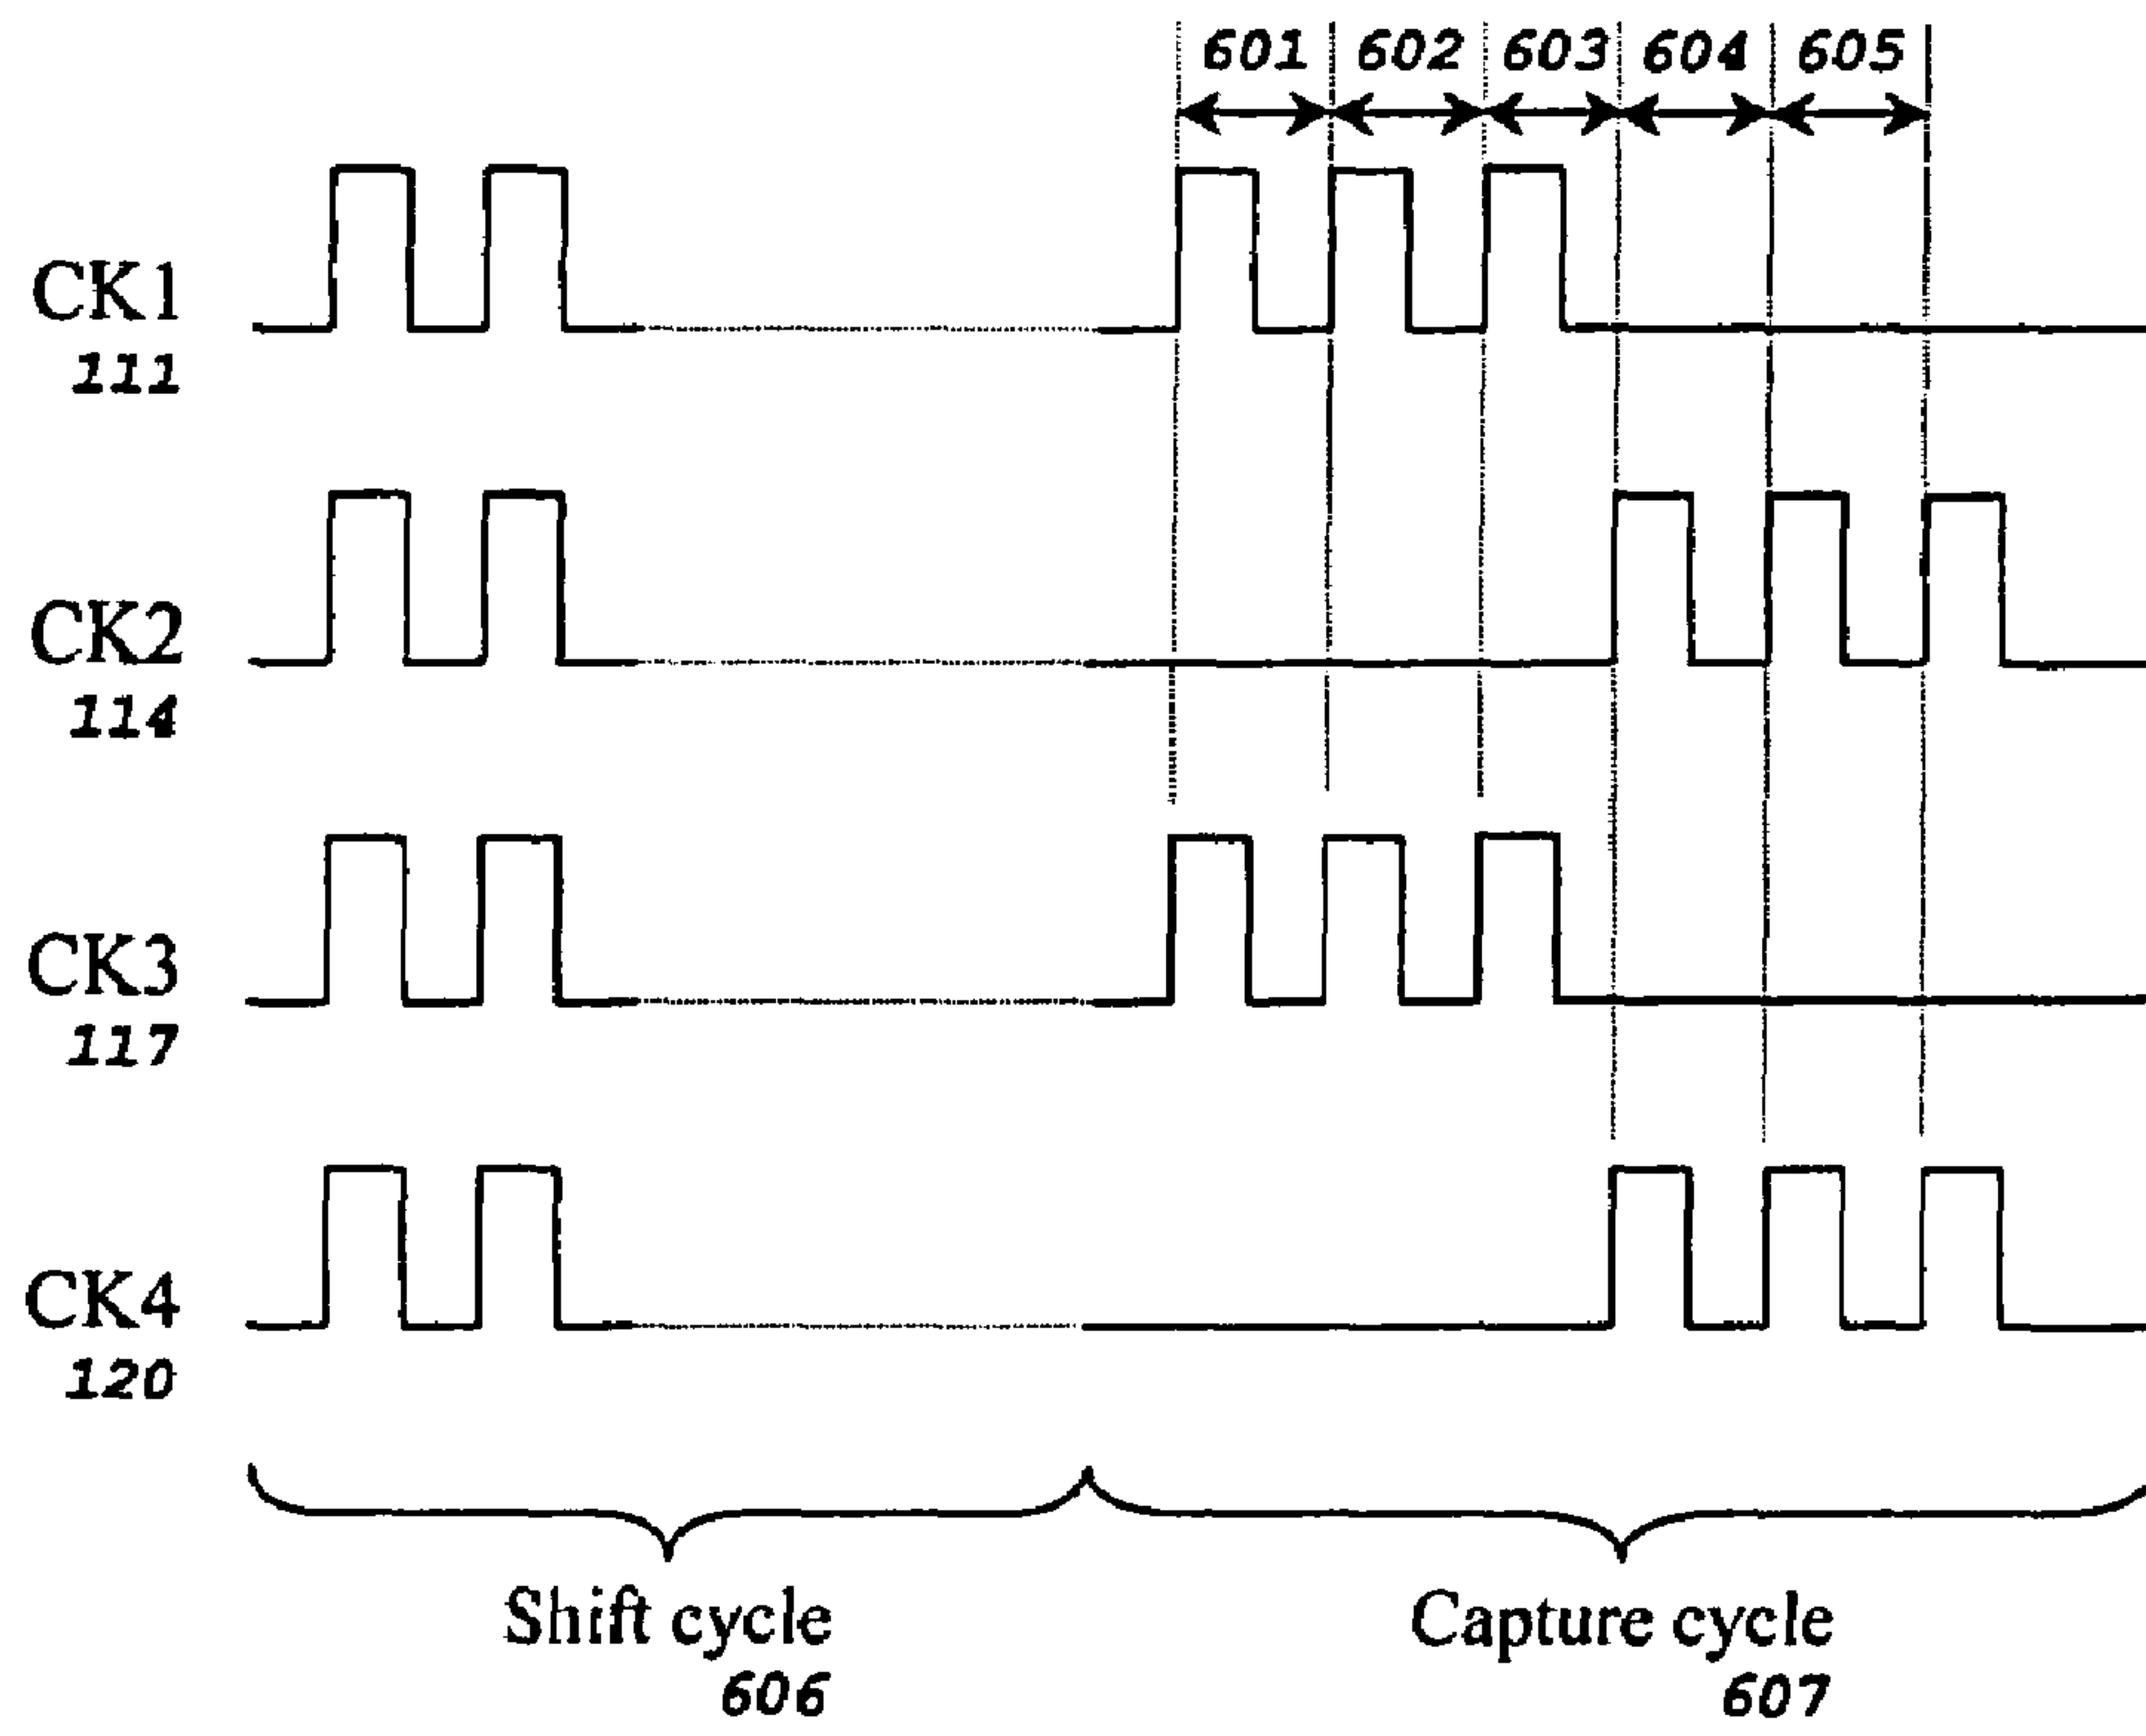 601 602 603 604 605
CK1
111
CK2
114
CK3
117
CK4
120
Shift cycle
606
Capture cycle
607